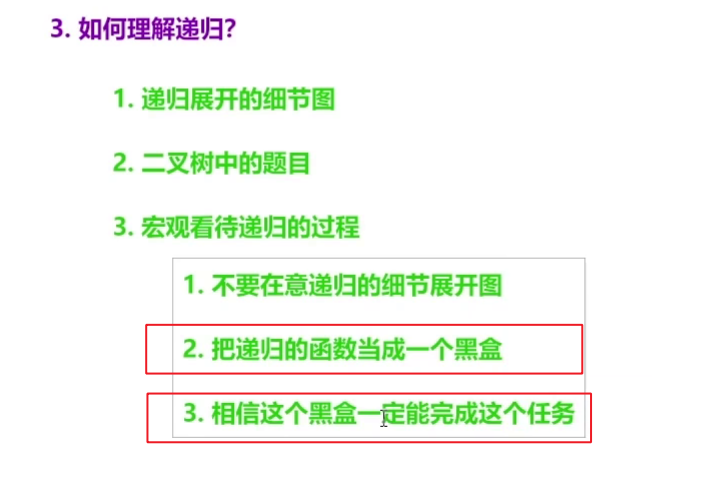 3. 如何理解递归?
1. 递归展开的细节图
2. 二叉树中的题目
3. 宏观看待递归的过程
1. 不要在意递归的细节展开图
2. 把递归的函数当成一个黑盒
3. 相信这个黑盒一定能完成这个任务